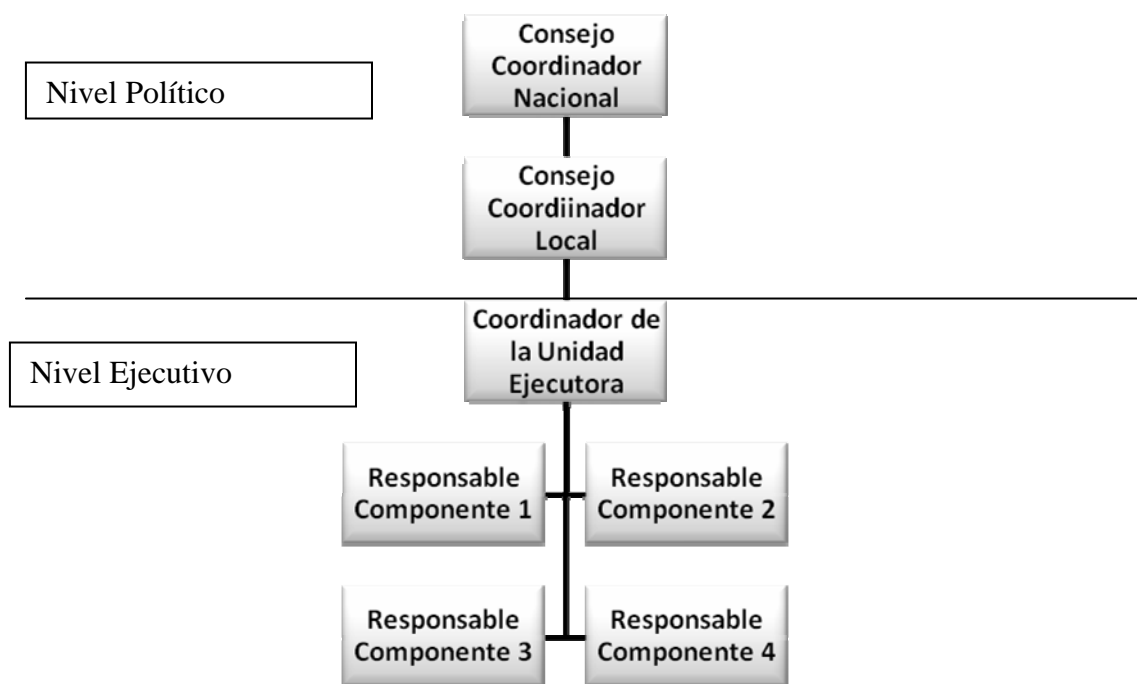 Consejo
Coordinador
Nacional
Nivel Político
Consejo
Coordiinador
Local
Coordinador de
la Unidad
Ejecutora
Nivel Ejecutivo
Responsable
Componente 1
Responsable
Componente 2
Responsable
Componente 3
Responsable
Componente 4